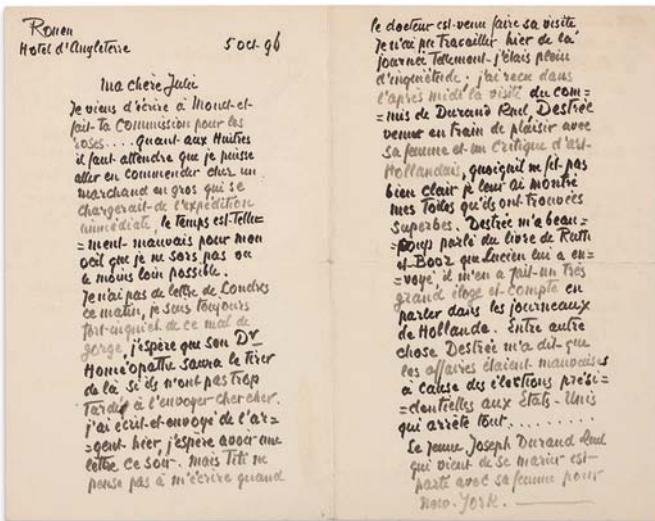 Rouen
Hotel d'Angleterre
5 oct. 96
Ma chère Julie
Je viens d'écrire à Monet et
fait ta Commission pour les
roses.... quant aux Huitres
il faut attendre que je puisse
aller en commender chez un
marchand en gros qui se
chargerait de l'expédition
immédiate, le temps est telle=
=ment mauvais pour mon
oeil que je ne sors pas ou
le moins loin possible.
Je n'ai pas de lettre de Londres
ce matin, je suis toujours
fort inquiet de ce mal de
gorge, j'espère que son Dr
Homéopathe saura le tirer
de là si ils n'ont pas trop
tardé à l'envoyer chercher.
j'ai écrit et envoyé de l'ar=
=gent hier, j'espère avoir une
lettre ce soir. Mais Titi ne
pense pas à m'écrire quand
le docteur est venu faire sa visite
Je n'ai pu travailler hier de la
journée tellement j'étais plein
d'inquiétude. j'ai reçu dans
l'après midi la visite du com=
=mis de Durand Ruel, Destrée
venue en train de plaisir avec
sa femme et un Critique d'art
Hollandais, quoiqu'il ne fit pas
bien clair je leur ai montré
mes Toiles qu'ils ont trouvées
superbes. Destrée m'a beau=
=coup parlé du livre de Ruth
et Booz que Lucien lui a en=
=voyé il m'en a fait un très
grand éloge et compte en
parler dans les journeaux
de Hollande. Entre autre
chose Destrée m'a dit que
les affaires étaient mauvaises
à cause des élections prési=
=dentielles aux Etats-Unis
qui arrête tout.........
Le jeune Joseph Durand Ruel
qui vient de se marier est
parti avec sa femme pour
New-York.